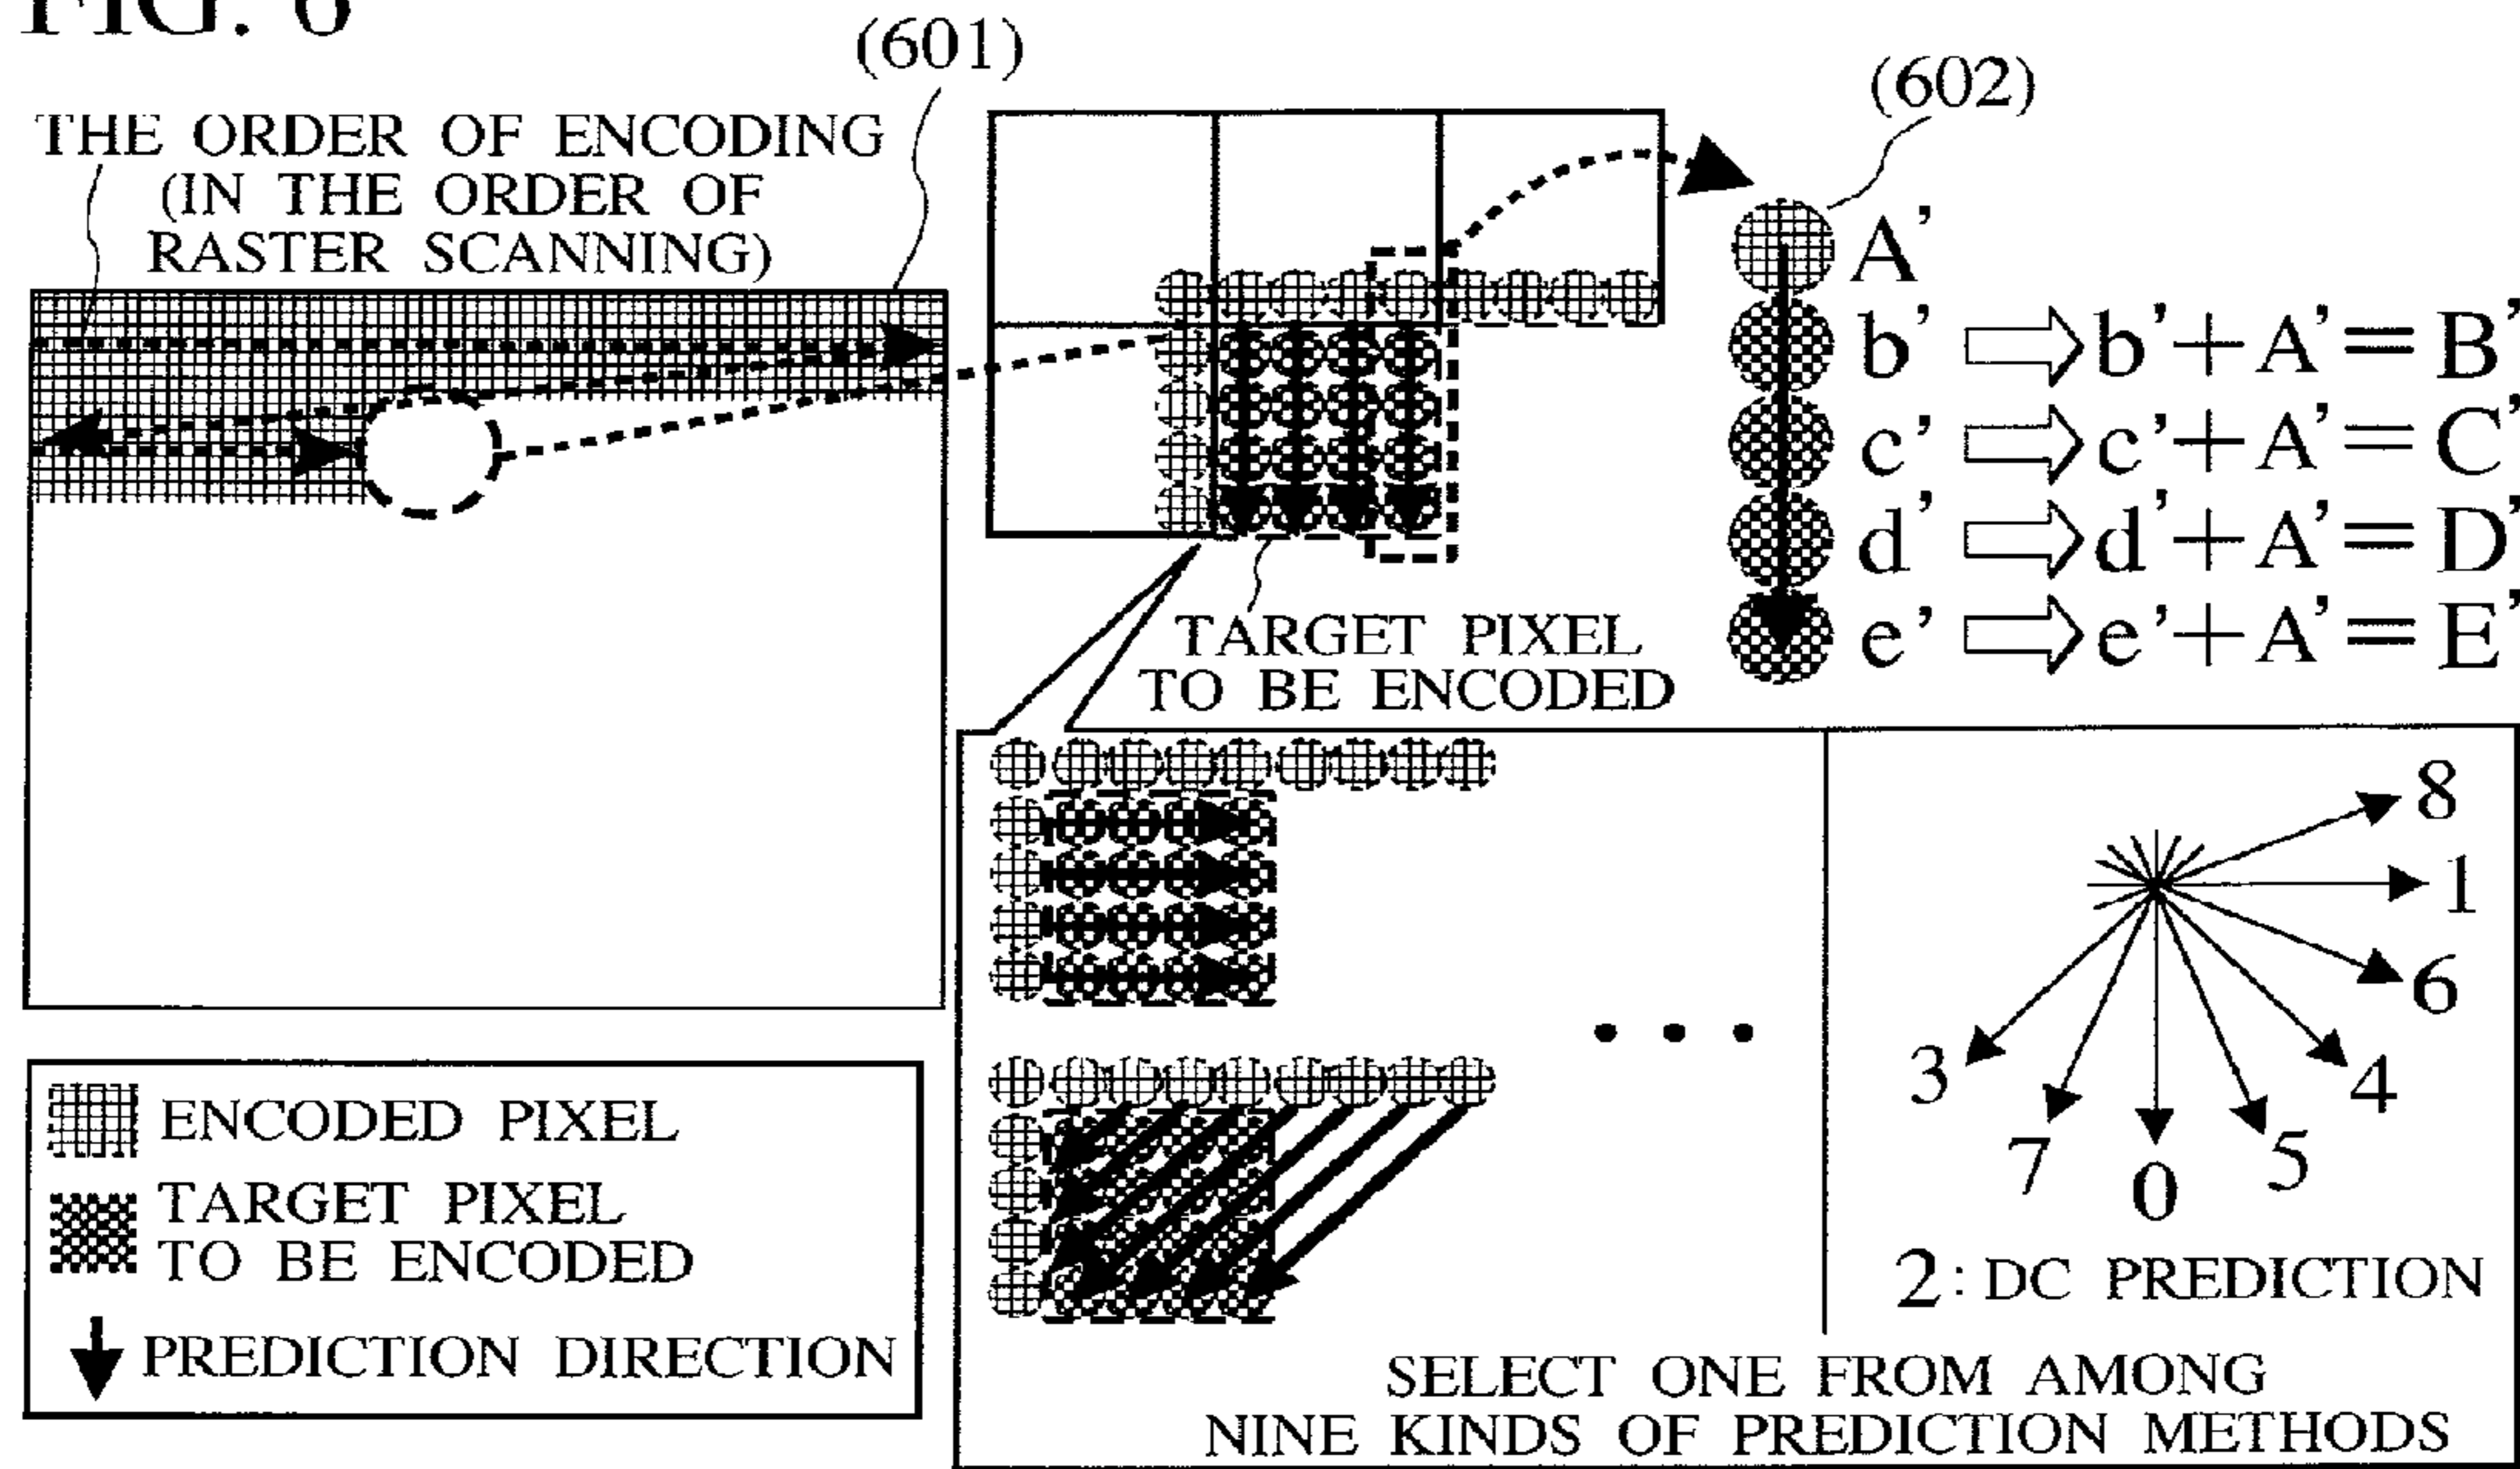 FIG. 6
(601)
(602)
THE ORDER OF ENCODING
(IN THE ORDER OF
RASTER SCANNING)
A'
b' b'+A'=B'
c' c'+A'=C'
d' d'+A'=D'
e' e'+A'=E'
TARGET PIXEL
TO BE ENCODED
ENCODED PIXEL
TARGET PIXEL
TO BE ENCODED
PREDICTION DIRECTION
8
1
6
4
5
0
7
3
2: DC PREDICTION
SELECT ONE FROM AMONG
NINE KINDS OF PREDICTION METHODS